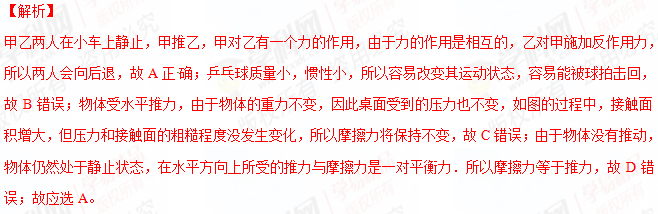 【解析】
甲乙两人在小车上静止，甲推乙，甲对乙有一个力的作用，由于力的作用是相互的，乙对甲施加反作用力，
所以两人会向后退，故 A 正确；乒乓球质量小，惯性小，所以容易改变其运动状态，容易能被球拍击回，
故 B 错误；物体受水平推力，由于物体的重力不变，因此桌面受到的压力也不变，如图的过程中，接触面
积增大，但压力和接触面的粗糙程度没发生变化，所以摩擦力将保持不变，故 C 错误；由于物体没有推动，
物体仍然处于静止状态，在水平方向上所受的推力与摩擦力是一对平衡力．所以摩擦力等于推力，故 D 错
误；故应选 A。